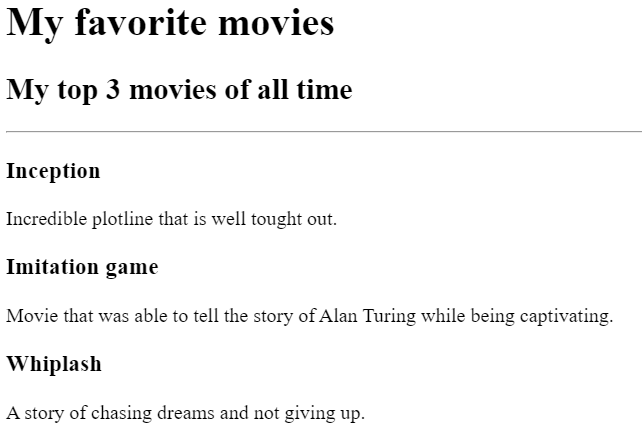 My favorite movies
My top 3 movies of all time
Inception
Incredible plotline that is well tought out.
Imitation game
Movie that was able to tell the story of Alan Turing while being captivating.
Whiplash
A story of chasing dreams and not giving up.